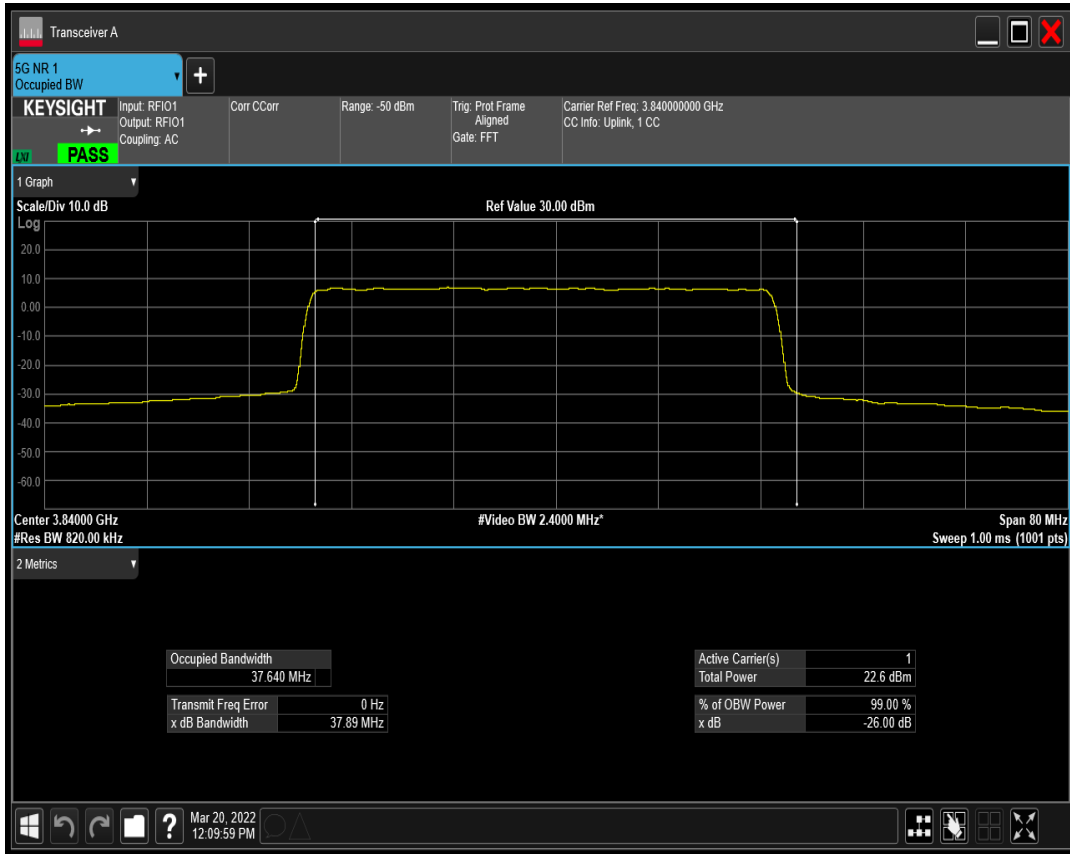 Transceiver A
5G NR 1
Occupied BW
+
KEYSIGHT
LXI
PASS
Input: RFIO1
Output: RFIO1
Coupling: AC
Corr CCorr
Range: -50 dBm
Trig: Prot Frame
Aligned
Gate: FFT
Carrier Ref Freq: 3.840000000 GHz
CC Info: Uplink, 1 CC
1 Graph
Scale/Div 10.0 dB
Ref Value 30.00 dBm
Log
20.0
10.0
0.00
-10.0
-20.0
-30.0
-40.0
-50.0
-60.0
Center 3.84000 GHz
#Video BW 2.4000 MHz*
Span 80 MHz
#Res BW 820.00 kHz
Sweep 1.00 ms (1001 pts)
2 Metrics
Occupied Bandwidth
37.640 MHz
Transmit Freq Error 0 Hz
x dB Bandwidth 37.89 MHz
Active Carrier(s) 1
Total Power 22.6 dBm
% of OBW Power 99.00 %
x dB -26.00 dB
?
Mar 20, 2022
12:09:59 PM